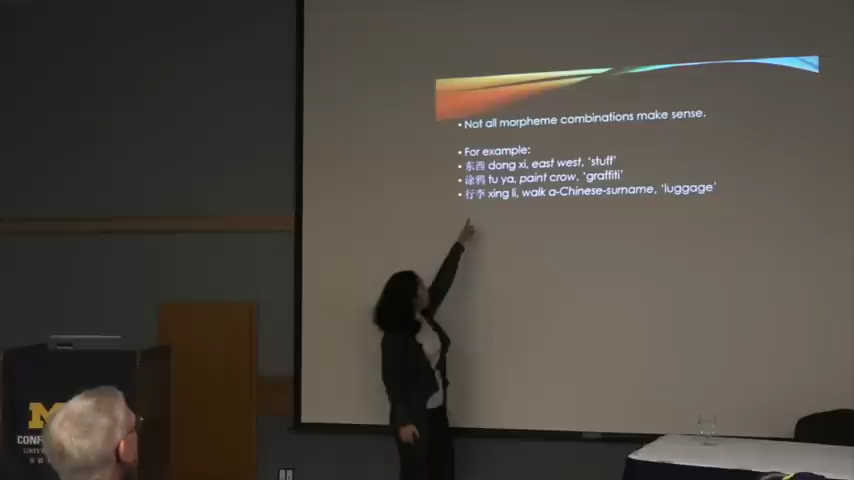 • Not all morpheme combinations make sense.
• For example:
• 东西 dong xi, east west, 'stuff'
• 涂鸦 tu ya, paint crow, 'graffiti'
• 行李 xing li, walk a-Chinese-surname, 'luggage'
M